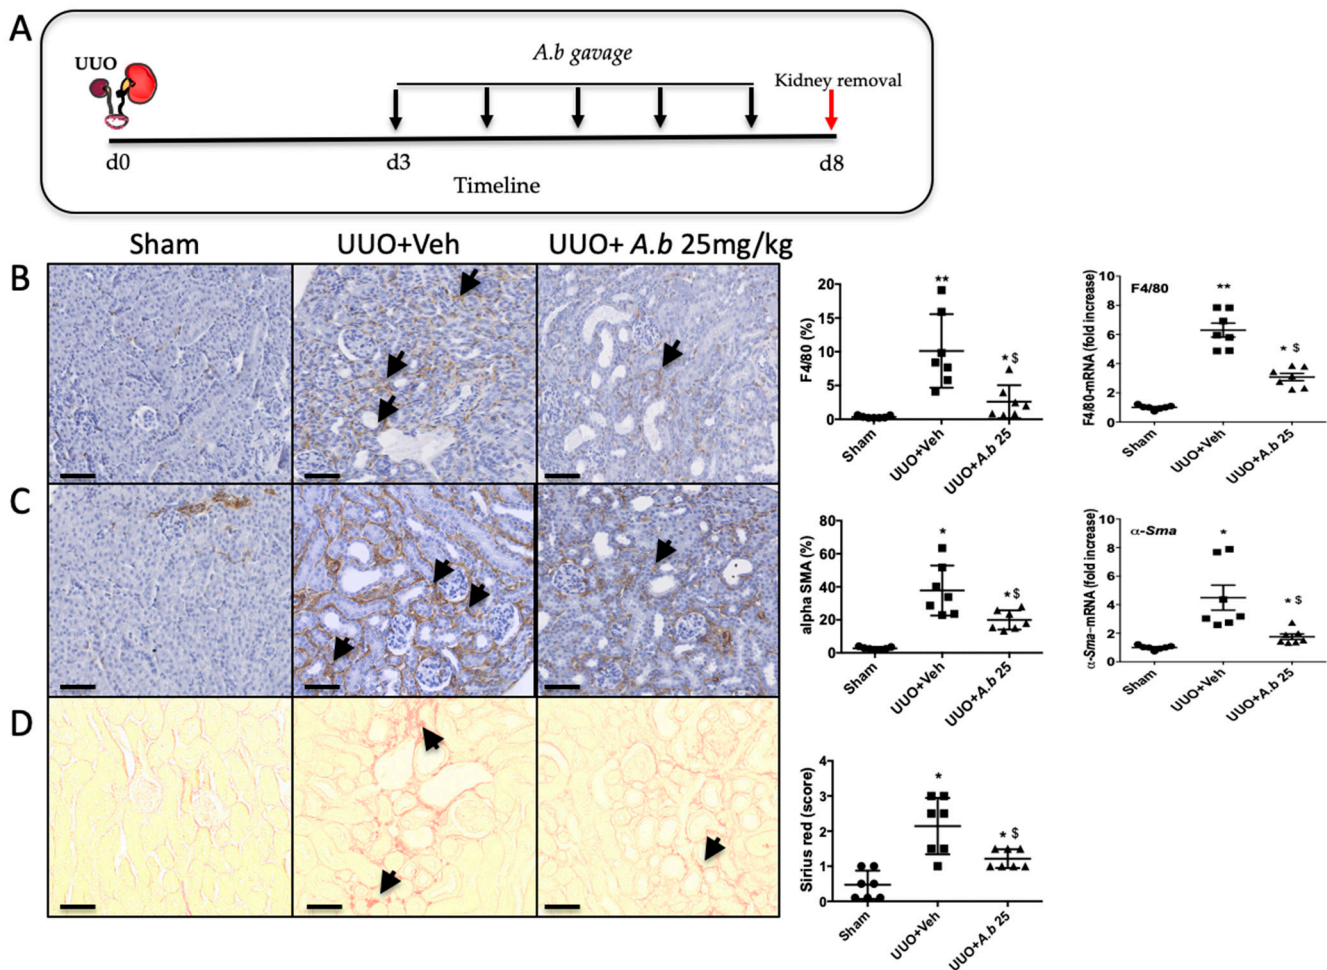 A
UUO
A.b gavage
Kidney removal
d0
d3
d8
Timeline
Sham
UUO+Veh
UUO+ A.b 25mg/kg
B
F4/80 (%)
20
15
10
5
0
**
* $
Sham
UUO+Veh
UUO+A.b 25
F4/80-mRNA (fold increase)
F4/80
10
8
6
4
2
0
**
* $
Sham
UUO+Veh
UUO+A.b 25
C
alpha SMA (%)
80
60
40
20
0
*
* $
Sham
UUO+Veh
UUO+A.b 25
α-Sma-mRNA (fold increase)
α-Sma
10
8
6
4
2
0
*
* $
Sham
UUO+Veh
UUO+A.b 25
D
Sirius red (score)
4
3
2
1
0
*
* $
Sham
UUO+Veh
UUO+A.b 25